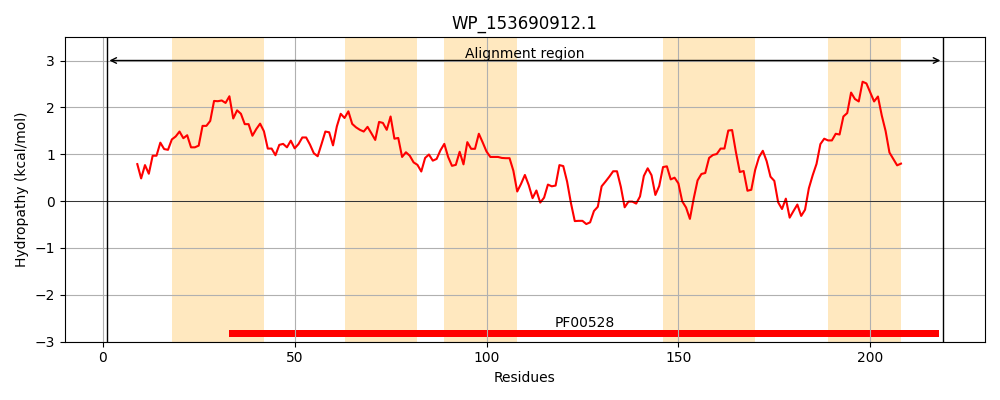 WP_153690912.1
Alignment region
3
2
1
0
−1
−2
−3
Hydropathy (kcal/mol)
PF00528
0 50 100 150 200
Residues